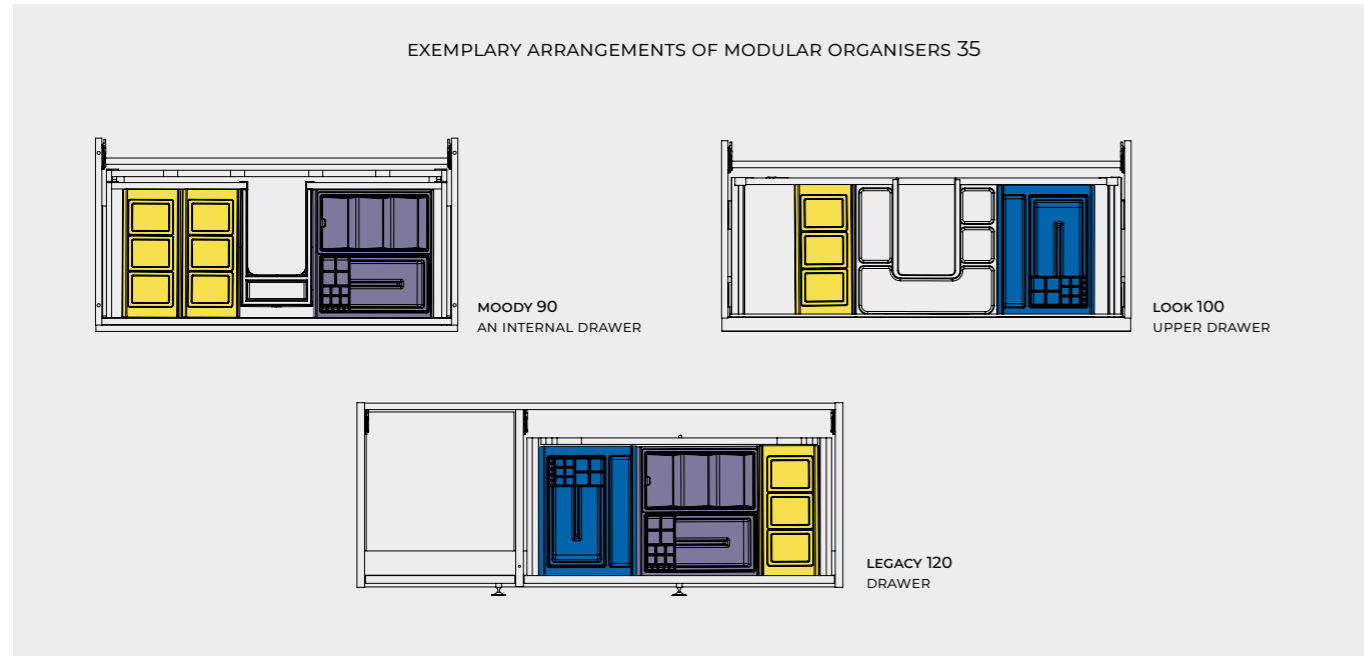 EXEMPLARY ARRANGEMENTS OF MODULAR ORGANISERS 35
MOODY 90
AN INTERNAL DRAWER
LOOK 100
UPPER DRAWER
LEGACY 120
DRAWER